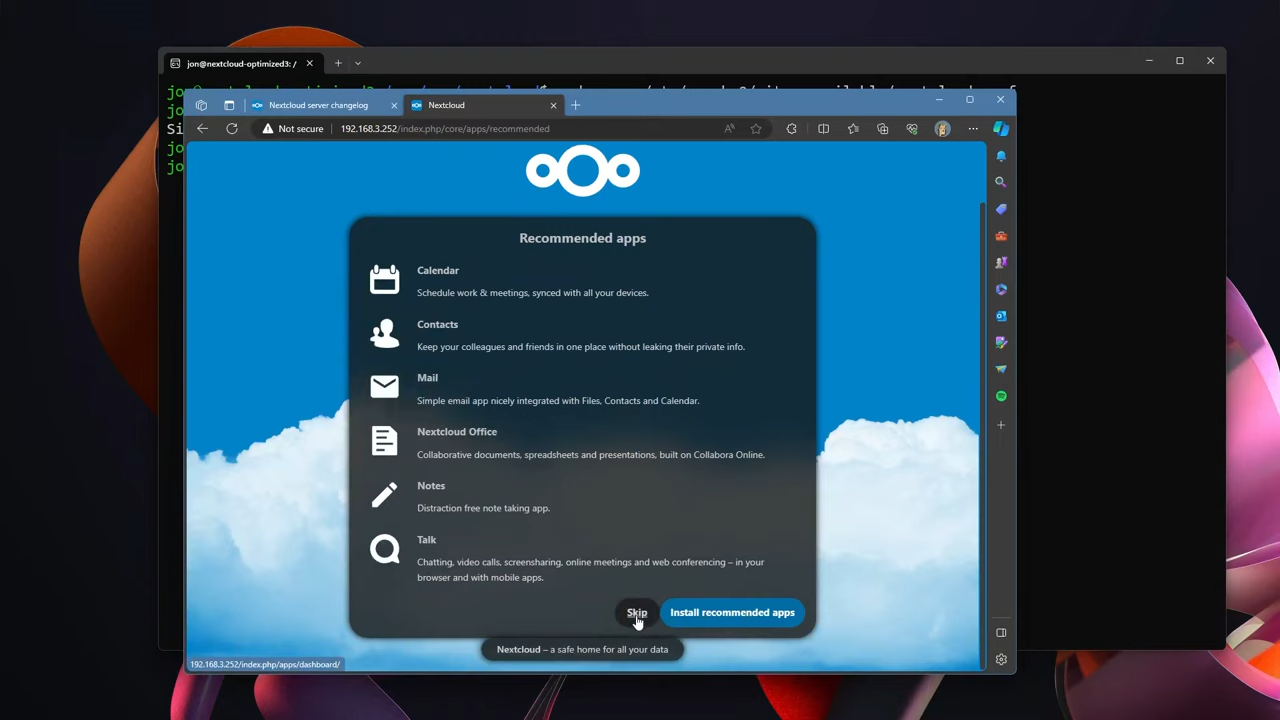 jon@nextcloud-optimized3: /
Nextcloud server changelog
Nextcloud
Not secure
192.168.3.252/index.php/core/apps/recommended
Recommended apps
Calendar
Schedule work & meetings, synced with all your devices.
Contacts
Keep your colleagues and friends in one place without leaking their private info.
Mail
Simple email app nicely integrated with Files, Contacts and Calendar.
Nextcloud Office
Collaborative documents, spreadsheets and presentations, built on Collabora Online.
Notes
Distraction free note taking app.
Talk
Chatting, video calls, screensharing, online meetings and web conferencing – in your
browser and with mobile apps.
Skip
Install recommended apps
Nextcloud – a safe home for all your data
192.168.3.252/index.php/apps/dashboard/